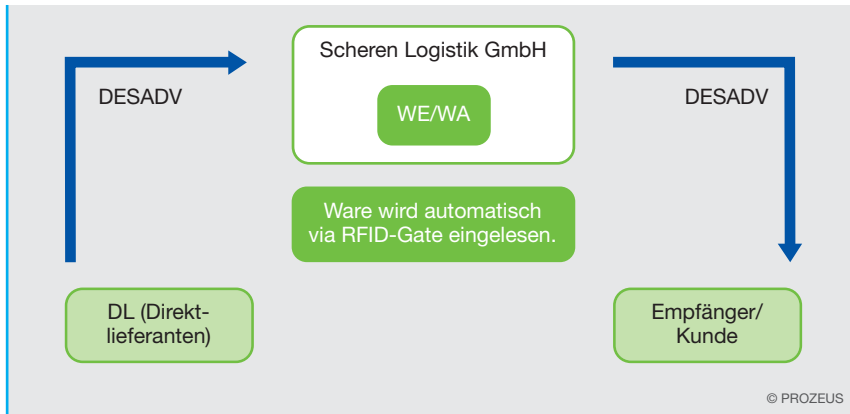 Scheren Logistik GmbH
DESADV
WE/WA
DESADV
Ware wird automatisch
via RFID-Gate eingelesen.
DL (Direkt-
lieferanten)
Empfänger/
Kunde
© PROZEUS